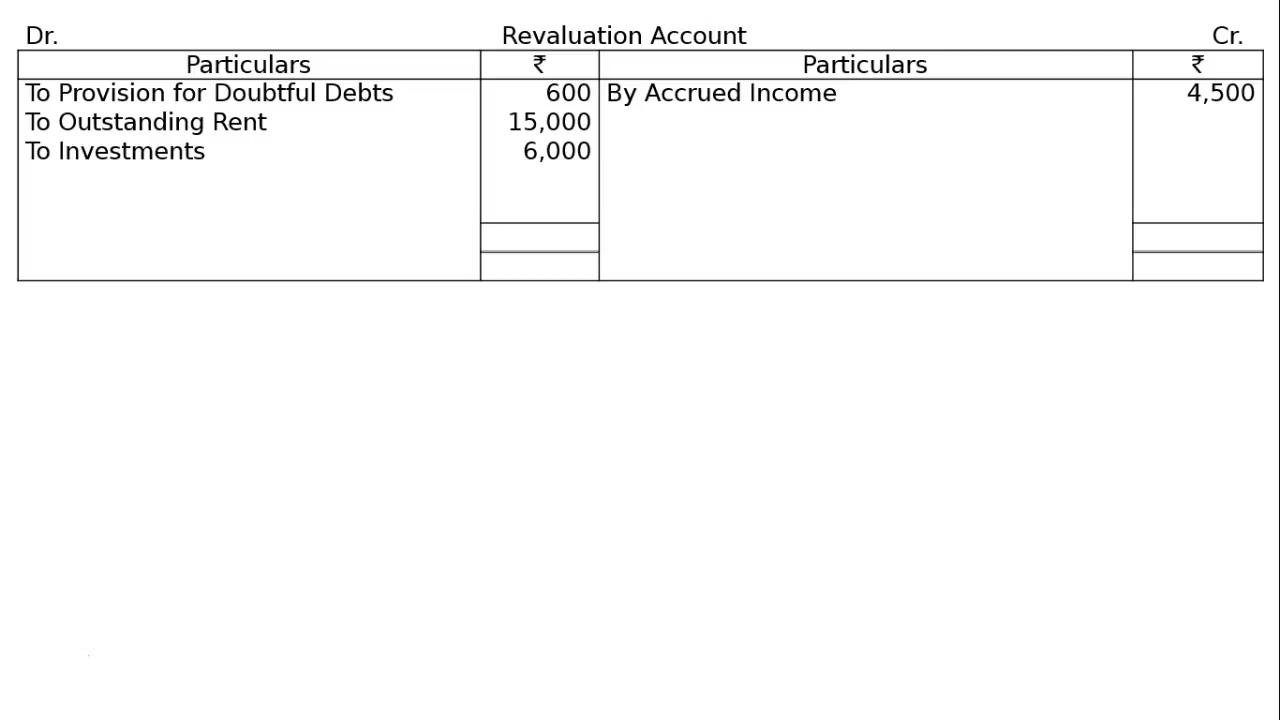 Dr. Revaluation Account Cr.
Particulars ₹ Particulars ₹
To Provision for Doubtful Debts 600 By Accrued Income 4,500
To Outstanding Rent 15,000
To Investments 6,000